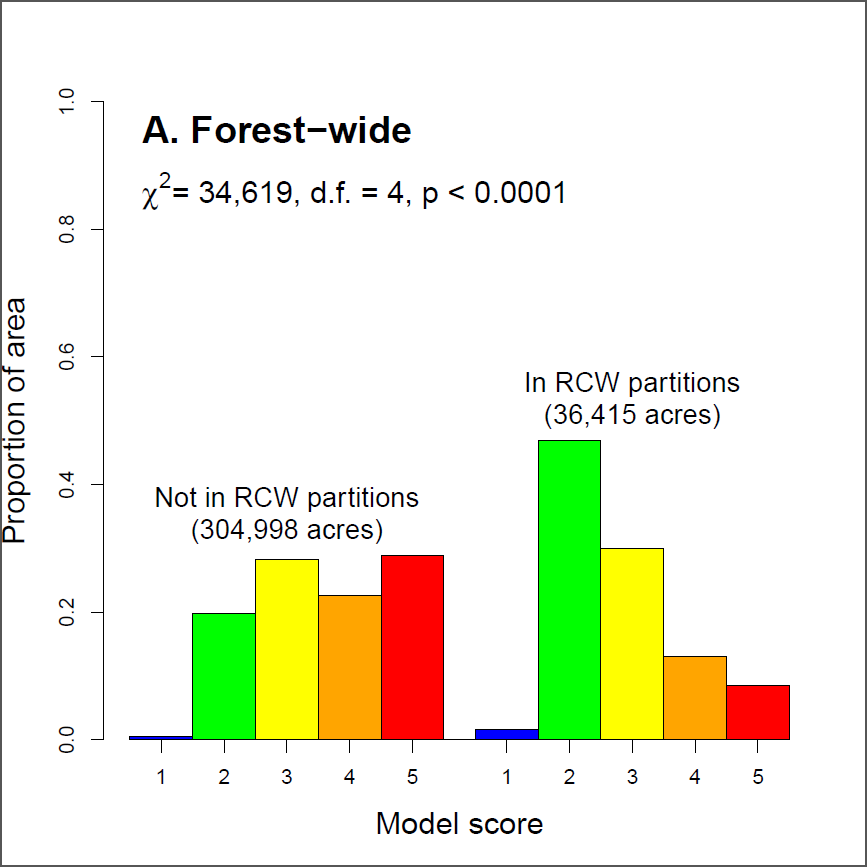 A. Forest−wide
χ2= 34,619, d.f. = 4, p < 0.0001
Proportion of area
1.0
0.8
0.6
0.4
0.2
0.0
In RCW partitions
(36,415 acres)
Not in RCW partitions
(304,998 acres)
1 2 3 4 5 1 2 3 4 5
Model score